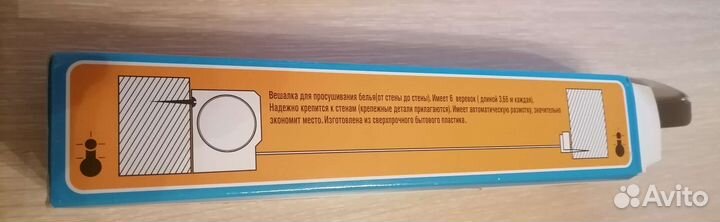 Вешалка для просушивания белья(от стены до стены). Имеет 6 веревок ( длиной 3,65 м каждая).
Надежно крепится к стенам (крепежные детали прилагаются). Имеет автоматическую размотку, значительно
экономит место. Изготовлена из сверхпрочного бытового пластика.
Avito